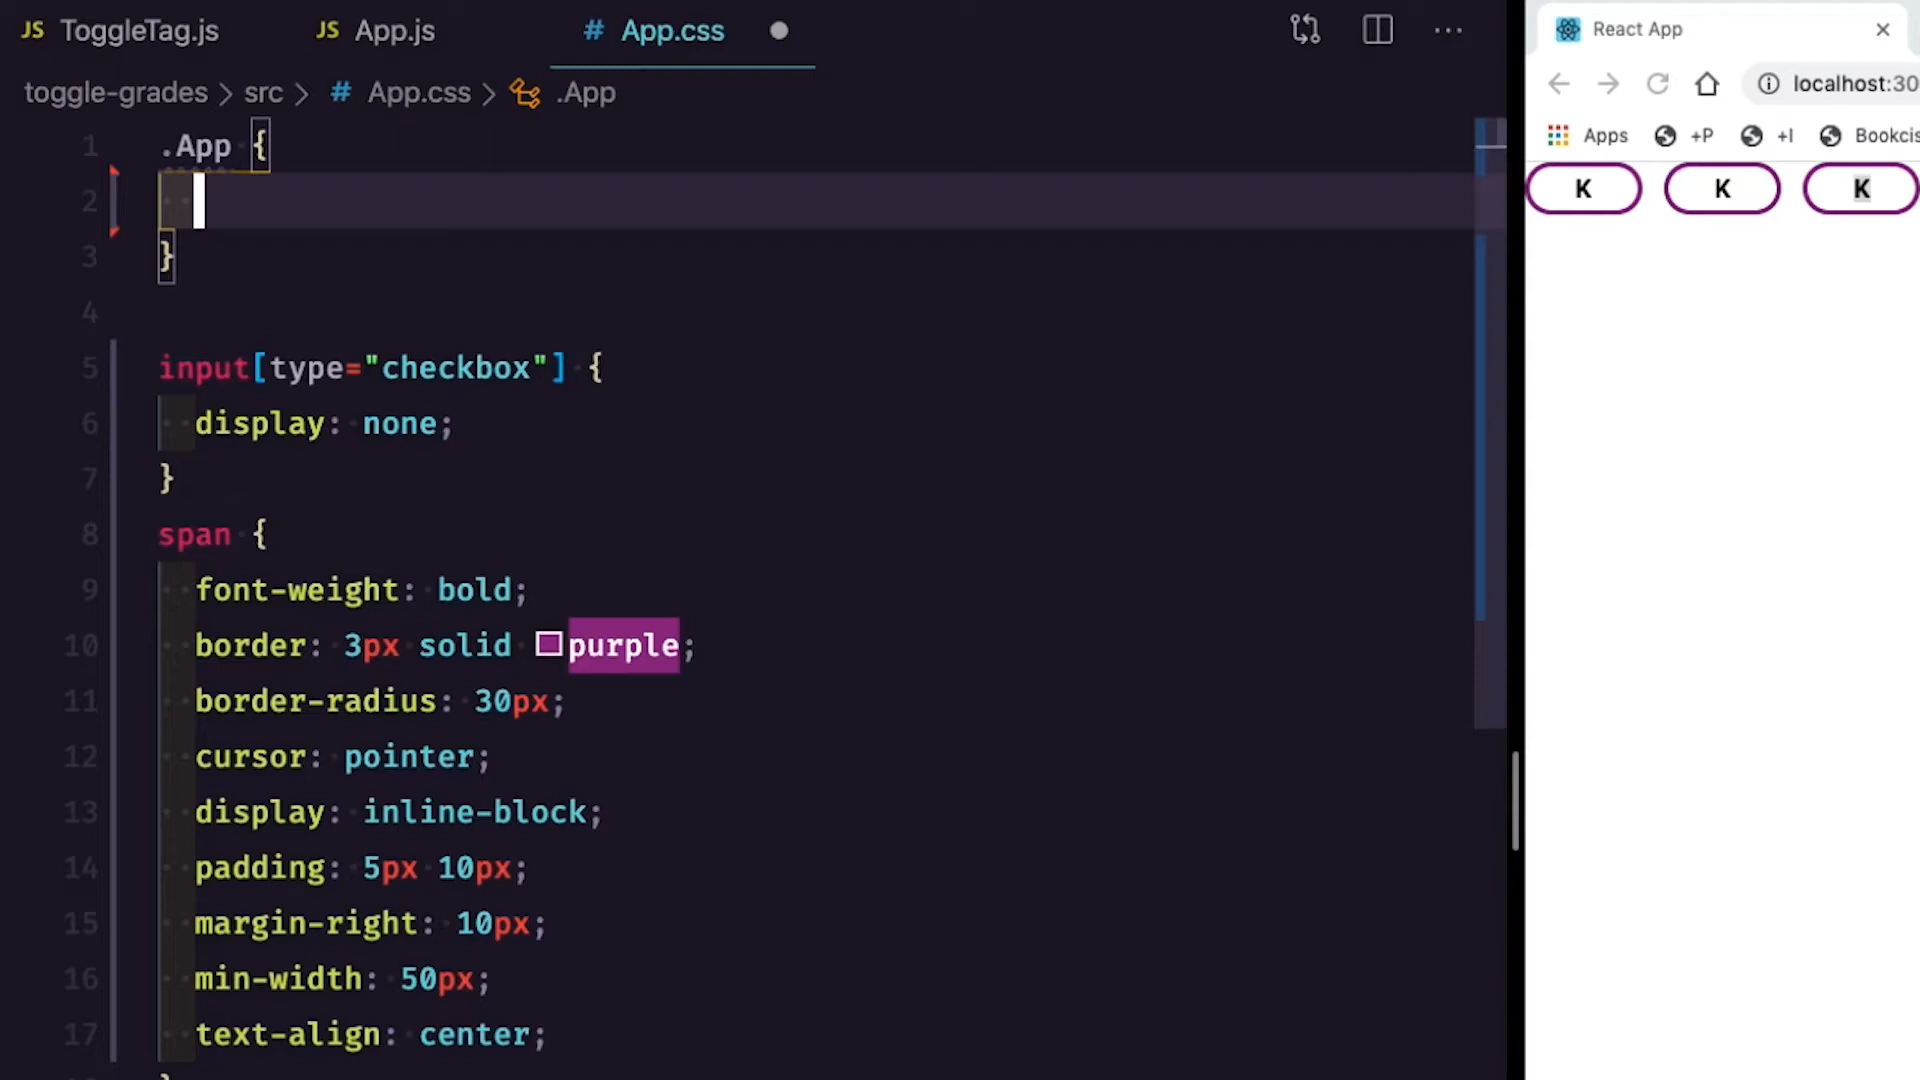 JS ToggleTag.js JS App.js # App.css
toggle-grades > src > # App.css > .App
1 .App {
2
3 }
4
5 input[type="checkbox"] {
6 display: none;
7 }
8 span {
9 font-weight: bold;
10 border: 3px solid purple;
11 border-radius: 30px;
12 cursor: pointer;
13 display: inline-block;
14 padding: 5px 10px;
15 margin-right: 10px;
16 min-width: 50px;
17 text-align: center;
React App
localhost:30
Apps +P +I Bookcis
K K K